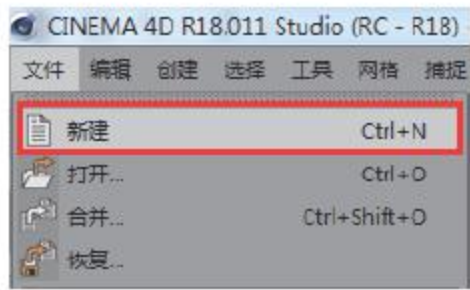 CINEMA 4D R18.011 Studio (RC - R18)
文件 编辑 创建 选择 工具 网格 捕捉
新建 Ctrl+N
打开... Ctrl+O
合并... Ctrl+Shift+O
恢复...